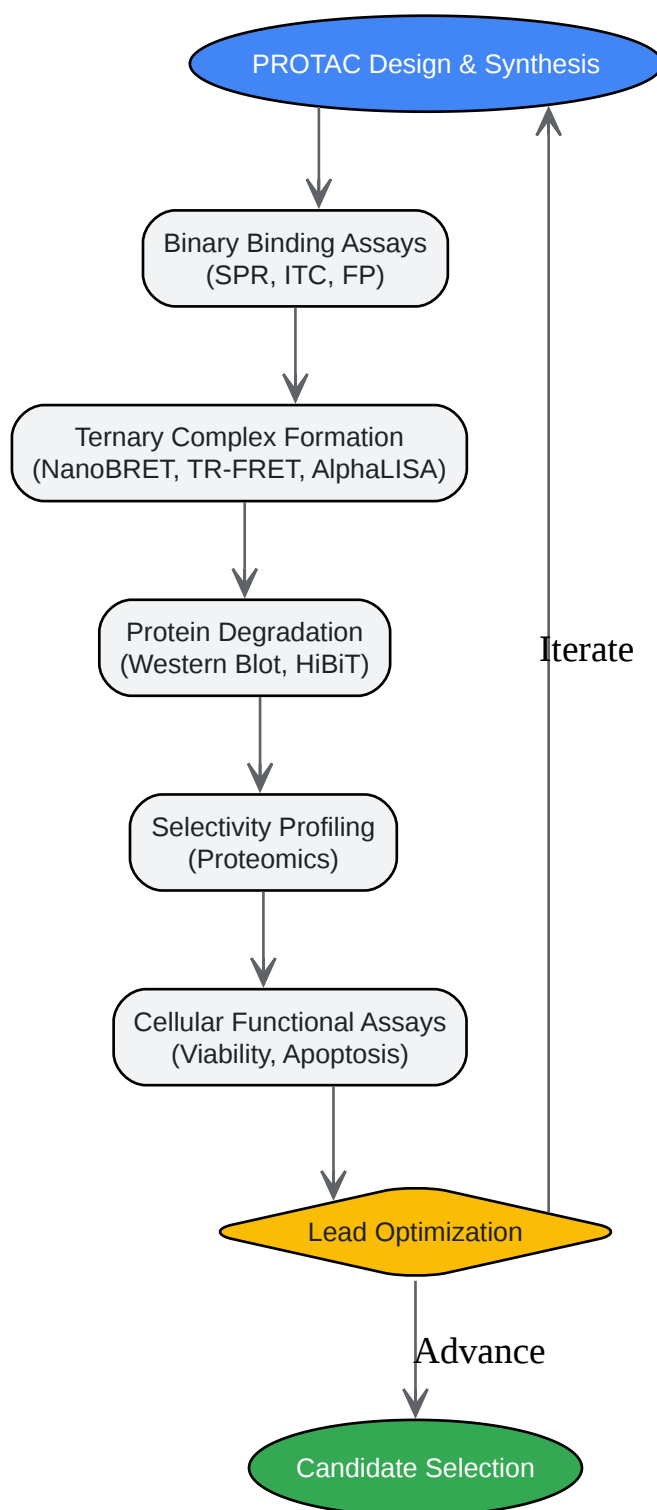 PROTAC Design & Synthesis
Binary Binding Assays
(SPR, ITC, FP)
Ternary Complex Formation
(NanoBRET, TR-FRET, AlphaLISA)
Protein Degradation
(Western Blot, HiBiT)
Iterate
Selectivity Profiling
(Proteomics)
Cellular Functional Assays
(Viability, Apoptosis)
Lead Optimization
Advance
Candidate Selection